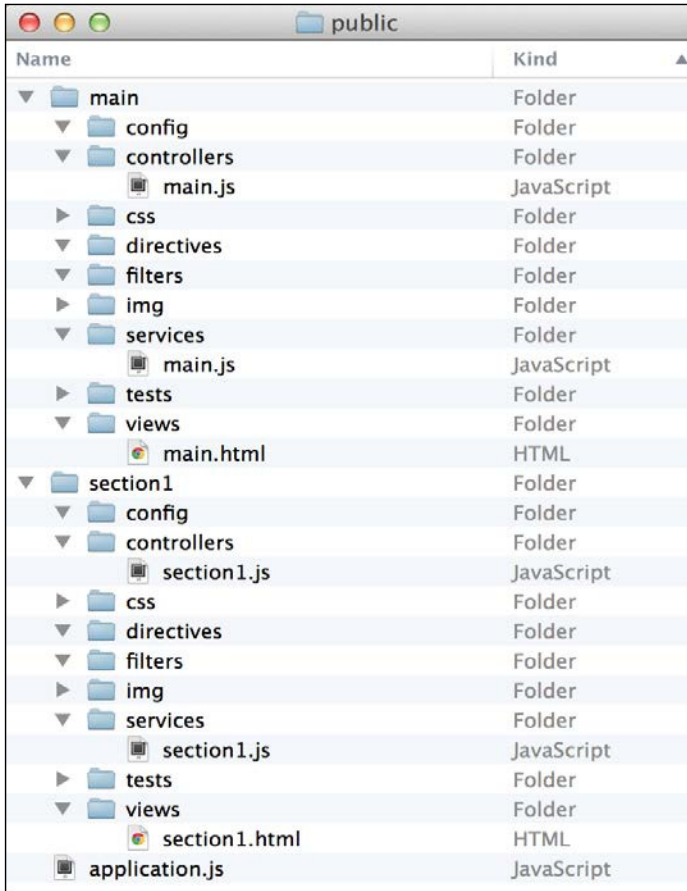 public
Name Kind
main Folder
config Folder
controllers Folder
main.js JavaScript
css Folder
directives Folder
filters Folder
img Folder
services Folder
main.js JavaScript
tests Folder
views Folder
main.html HTML
section1 Folder
config Folder
controllers Folder
section1.js JavaScript
css Folder
directives Folder
filters Folder
img Folder
services Folder
section1.js JavaScript
tests Folder
views Folder
section1.html HTML
application.js JavaScript